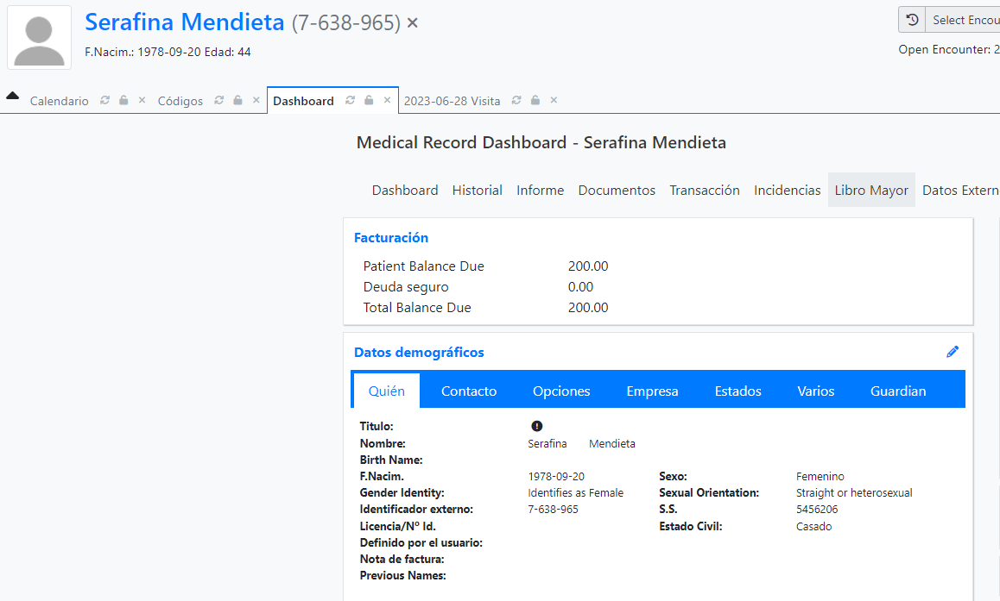 Serafina Mendieta (7-638-965) ×
F.Nacim.: 1978-09-20 Edad: 44
Select Encou
Open Encounter: 2
Calendario Códigos Dashboard 2023-06-28 Visita
Medical Record Dashboard - Serafina Mendieta
Dashboard Historial Informe Documentos Transacción Incidencias Libro Mayor Datos Extern
Facturación
Patient Balance Due 200.00
Deuda seguro 0.00
Total Balance Due 200.00
Datos demográficos
Quién Contacto Opciones Empresa Estados Varios Guardian
Titulo:
Nombre: Serafina Mendieta
Birth Name:
F.Nacim. 1978-09-20 Sexo: Femenino
Gender Identity: Identifies as Female Sexual Orientation: Straight or heterosexual
Identificador externo: 7-638-965 S.S. 5456206
Licencia/Nº Id. Estado Civil: Casado
Definido por el usuario:
Nota de factura:
Previous Names: